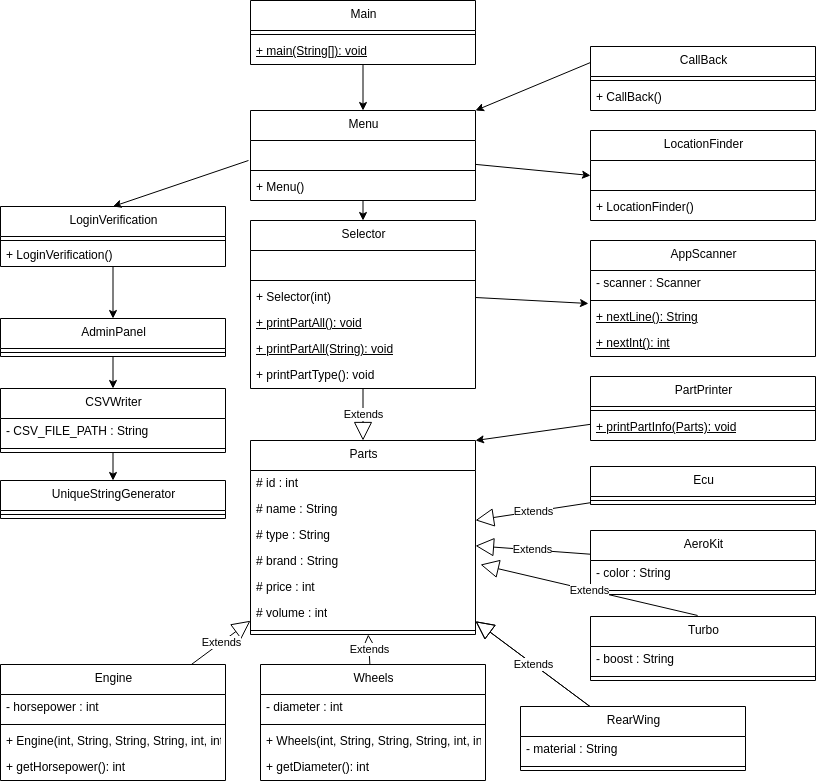 Main
+ main(String[]): void
CallBack
+ CallBack()
Menu
+ Menu()
LocationFinder
+ LocationFinder()
LoginVerification
+ LoginVerification()
Selector
+ Selector(int)
+ printPartAll(): void
+ printPartAll(String): void
+ printPartType(): void
AppScanner
- scanner : Scanner
+ nextLine(): String
+ nextInt(): int
AdminPanel
CSVWriter
- CSV_FILE_PATH : String
UniqueStringGenerator
PartPrinter
+ printPartInfo(Parts): void
Extends
Parts
# id : int
# name : String
# type : String
# brand : String
# price : int
# volume : int
Ecu
Extends
AeroKit
- color : String
Extends
Extends
Turbo
- boost : String
Extends
Engine
- horsepower : int
+ Engine(int, String, String, String, int, int
+ getHorsepower(): int
Extends
Wheels
- diameter : int
+ Wheels(int, String, String, String, int, in
+ getDiameter(): int
Extends
RearWing
- material : String